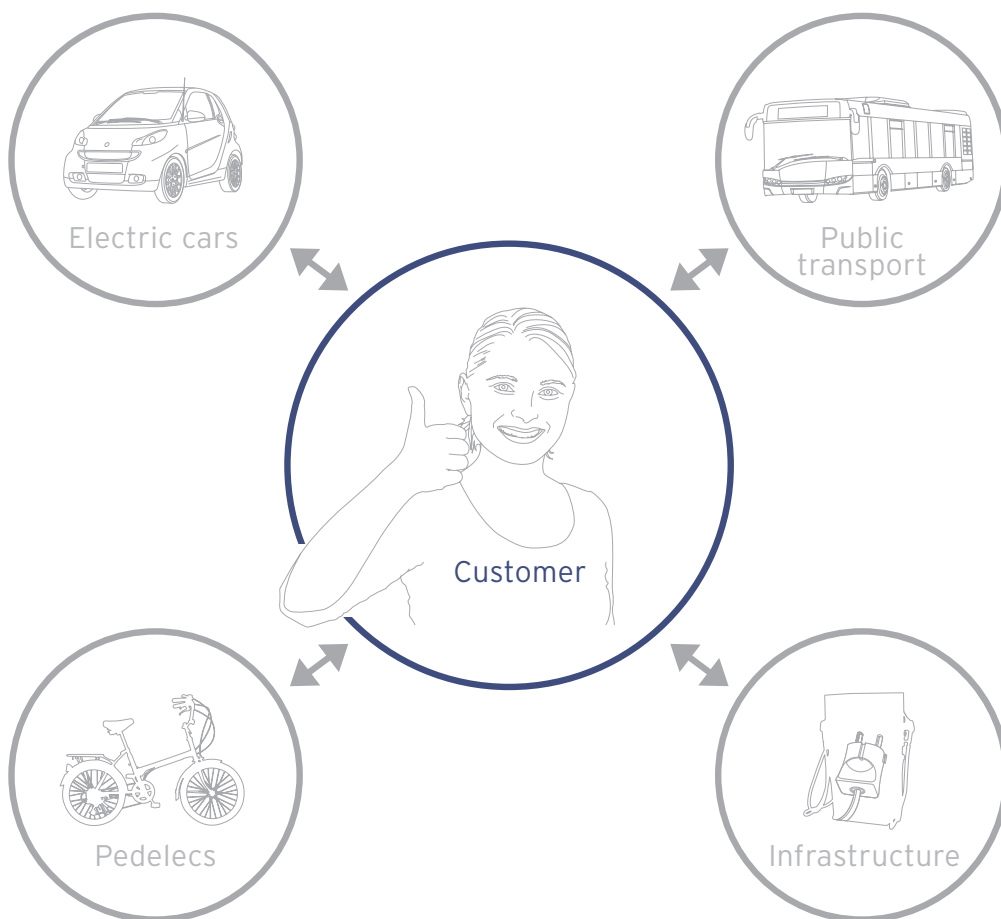 Electric cars
Public
transport
Customer
Pedelecs
Infrastructure